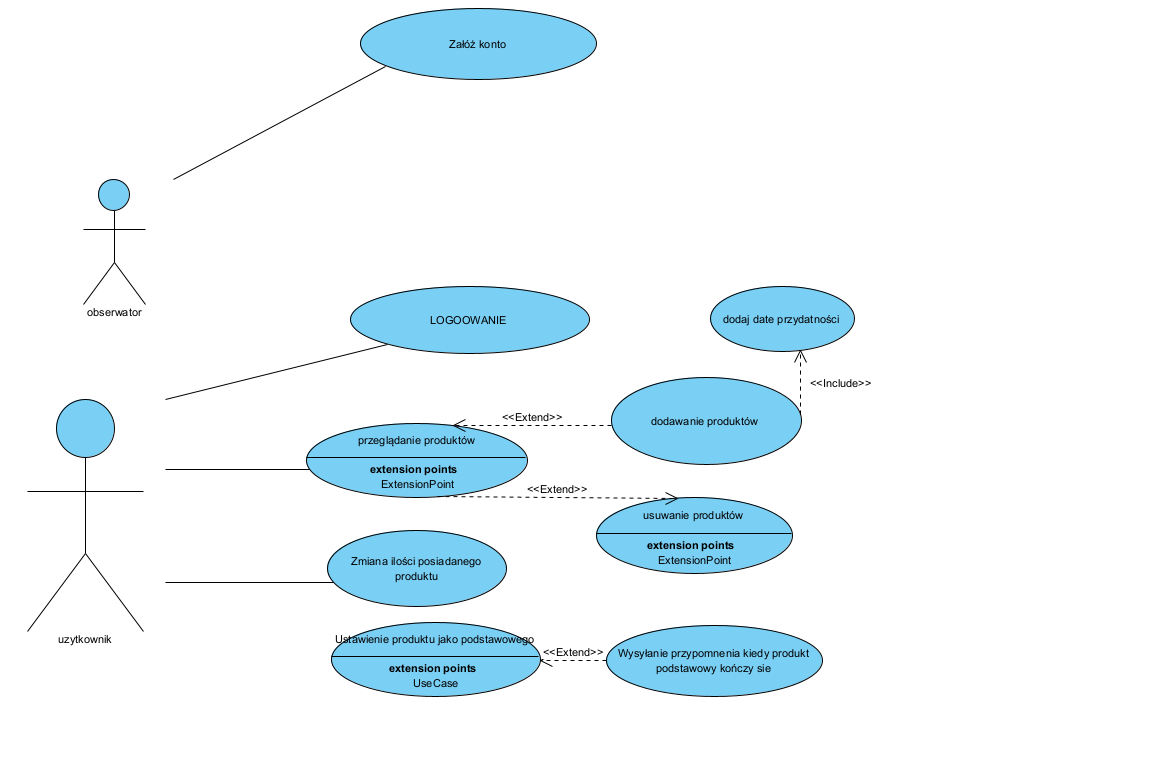 Załóż konto
obserwator
LOGOOWANIE
dodaj date przydatności
<<Include>>
<<Extend>>
dodawanie produktów
przeglądanie produktów
extension points
ExtensionPoint
<<Extend>>
usuwanie produktów
extension points
ExtensionPoint
Zmiana ilości posiadanego
produktu
uzytkownik
Ustawienie produktu jako podstawowego
extension points
UseCase
<<Extend>>
Wysyłanie przypomnenia kiedy produkt
podstawowy kończy sie